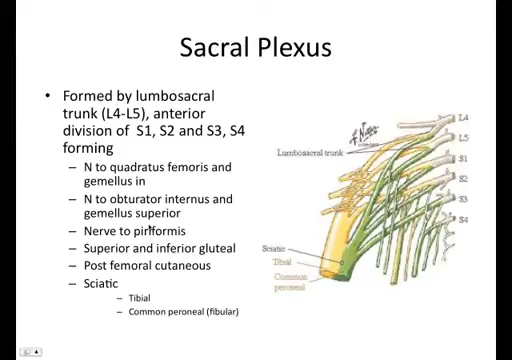 Sacral Plexus
• Formed by lumbosacral
trunk (L4-L5), anterior
division of S1, S2 and S3, S4
forming
– N to quadratus femoris and
gemellus in
– N to obturator internus and
gemellus superior
– Nerve to piriformis
– Superior and inferior gluteal
– Post femoral cutaneous
– Sciatic
– Tibial
– Common peroneal (fibular)
L4
L5
Lumbosacral trunk
S1
S2
S3
S4
Sciatic
Tibial
Common
peroneal